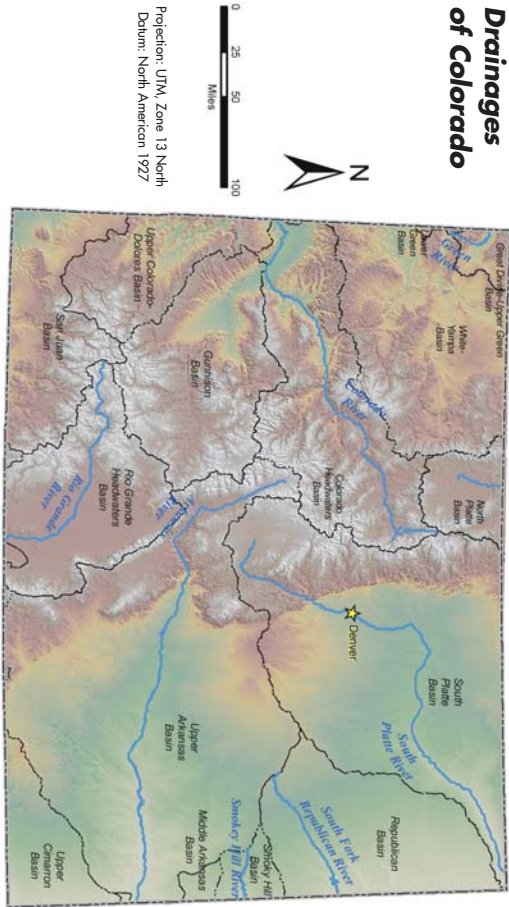 Drainages
of Colorado
0 25 50 100
Miles
N
Projection: UTM, Zone 13 North
Datum: North American 1927
Great Divide-Upper Green
Basin
Green
River
Lower
Green
Basin
White-
Yampa
Basin
North
Platte
Basin
Colorado
River
Colorado
Headwaters
Basin
Denver
South
Platte
Basin
South
Platte River
Republican
Basin
South Fork
Republican River
Smoky Hill
Basin
Smokey Hill River
Middle Arkansas
Basin
Upper
Arkansas
Basin
Arkansas
River
Upper
Cimarron
Basin
Gunnison
Basin
Upper Colorado-
Dolores Basin
San Juan
Basin
Rio Grande
Headwaters
Basin
Rio Grande
River